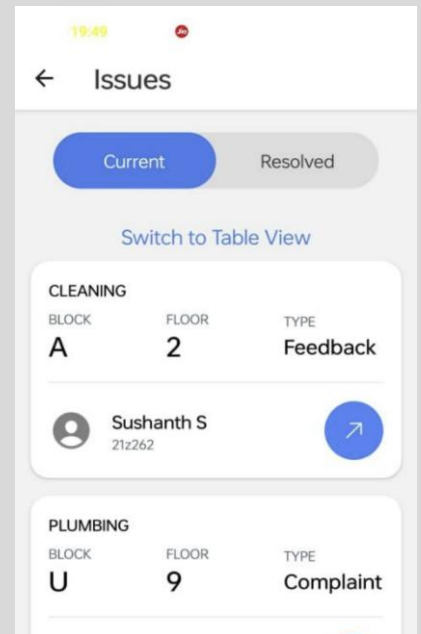 19:49 Jio
Issues
Current Resolved
Switch to Table View
CLEANING
BLOCK FLOOR TYPE
A 2 Feedback
Sushanth S
21z262
PLUMBING
BLOCK FLOOR TYPE
U 9 Complaint